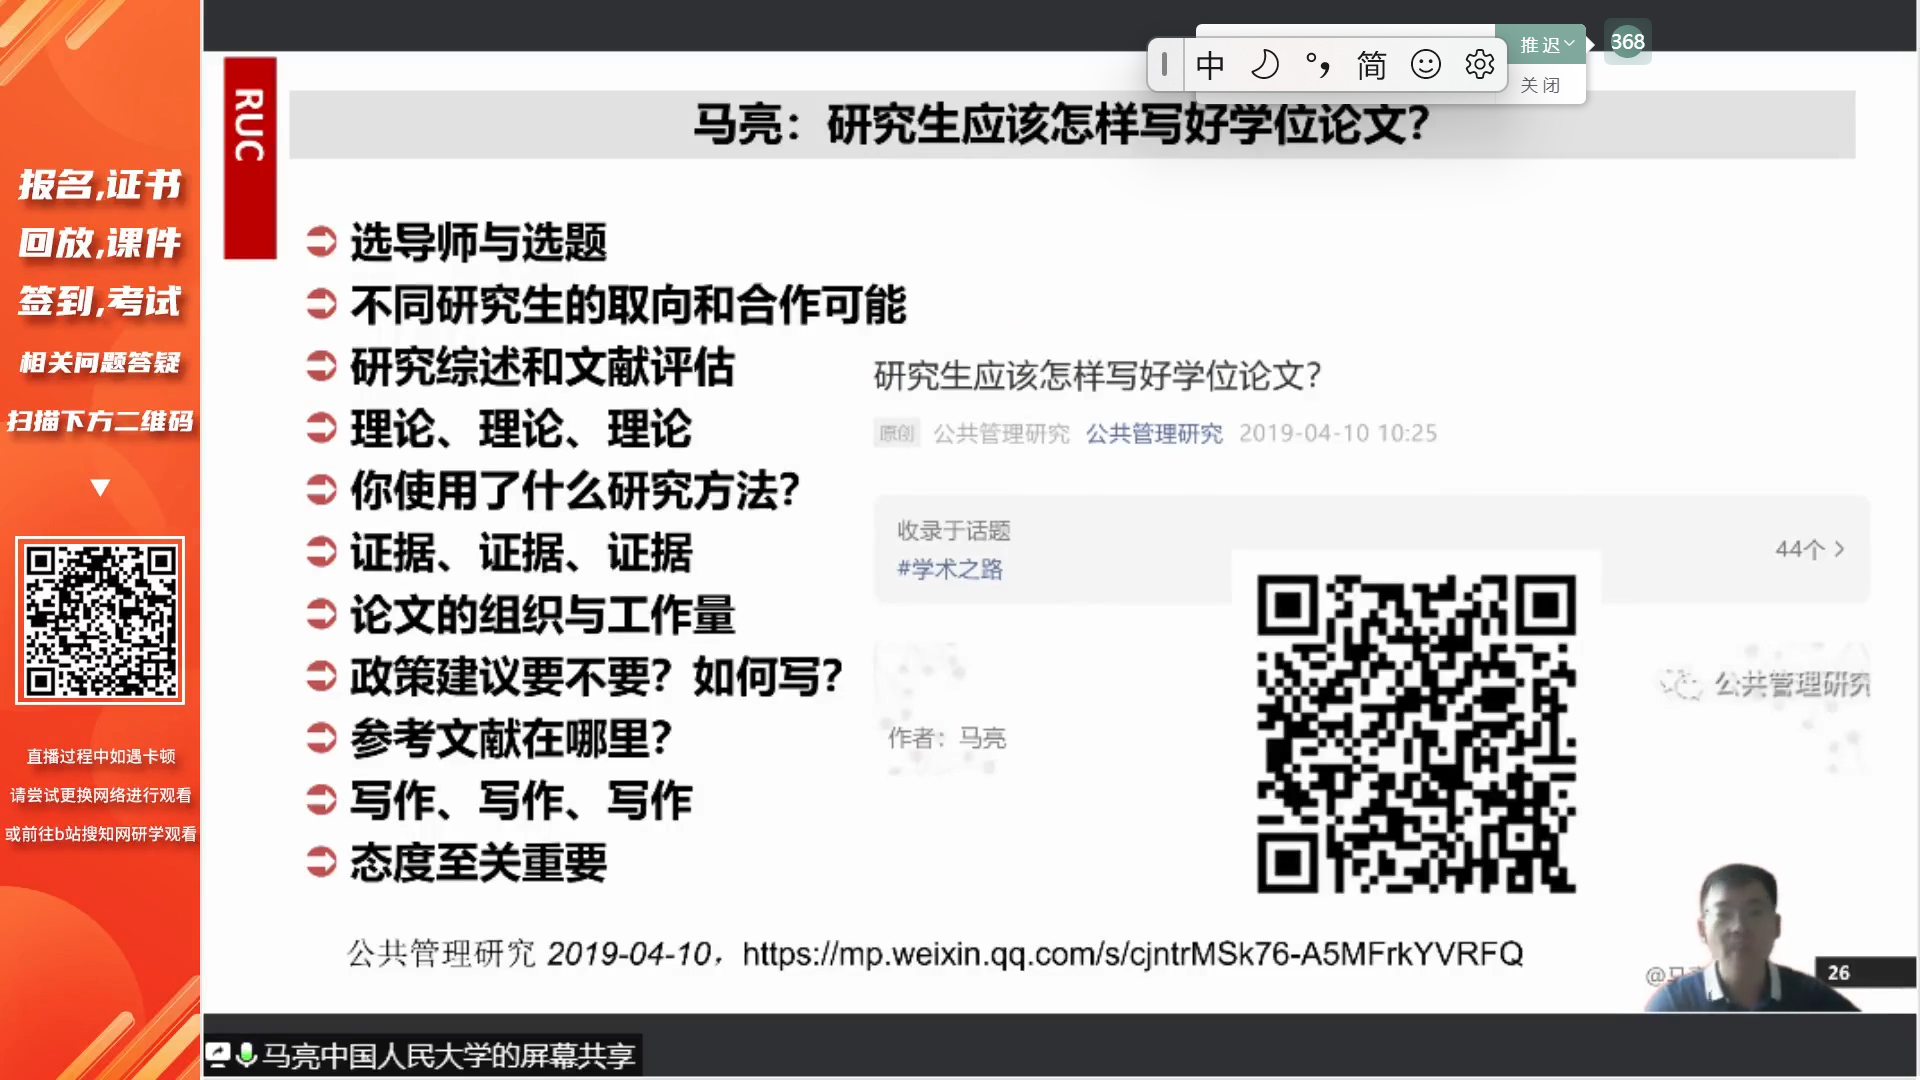 报名,证书
回放,课件
签到,考试
相关问题答疑
扫描下方二维码
直播过程中如遇卡顿
请尝试更换网络进行观看
或前往b站搜知网研学观看
中 简
推迟
关闭
368
RUC
马亮：研究生应该怎样写好学位论文？
选导师与选题
不同研究生的取向和合作可能
研究综述和文献评估
理论、理论、理论
你使用了什么研究方法？
证据、证据、证据
论文的组织与工作量
政策建议要不要？如何写？
参考文献在哪里？
写作、写作、写作
态度至关重要
研究生应该怎样写好学位论文？
原创 公共管理研究 公共管理研究 2019-04-10 10:25
收录于话题
#学术之路
44个
公共管理研究
作者：马亮
公共管理研究 2019-04-10，https://mp.weixin.qq.com/s/cjntrMSk76-A5MFrkYVRFQ
26
马亮中国人民大学的屏幕共享